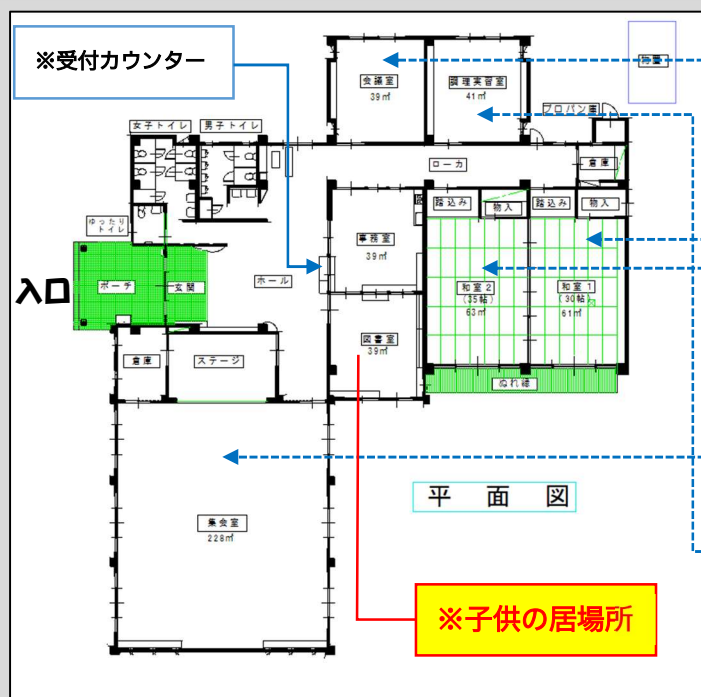 ※受付カウンター
会議室
39㎡
調理実習室
41㎡
女子トイレ
男子トイレ
プロパン庫
ローカ
倉庫
踏込み
物入
踏込み
物入
ゆったり
トイレ
事務室
39㎡
入口
ポーチ
玄関
ホール
和室2
(35帖)
63㎡
和室1
(30帖)
61㎡
図書室
39㎡
倉庫
ステージ
ぬれ縁
平面図
集会室
228㎡
※子供の居場所